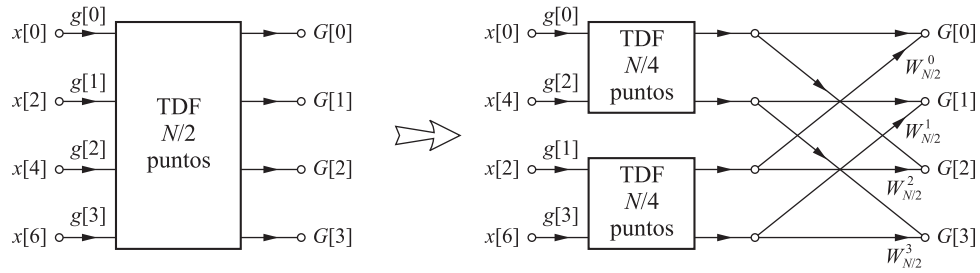 x[0] g[0] G[0]
x[2] g[1] G[1]
x[4] g[2] G[2]
x[6] g[3] G[3]
TDF
N/2
puntos
x[0] g[0] G[0]
x[4] g[2] G[1]
x[2] g[1] G[2]
x[6] g[3] G[3]
TDF
N/4
puntos
TDF
N/4
puntos
W_{N/2}^0
W_{N/2}^1
W_{N/2}^2
W_{N/2}^3